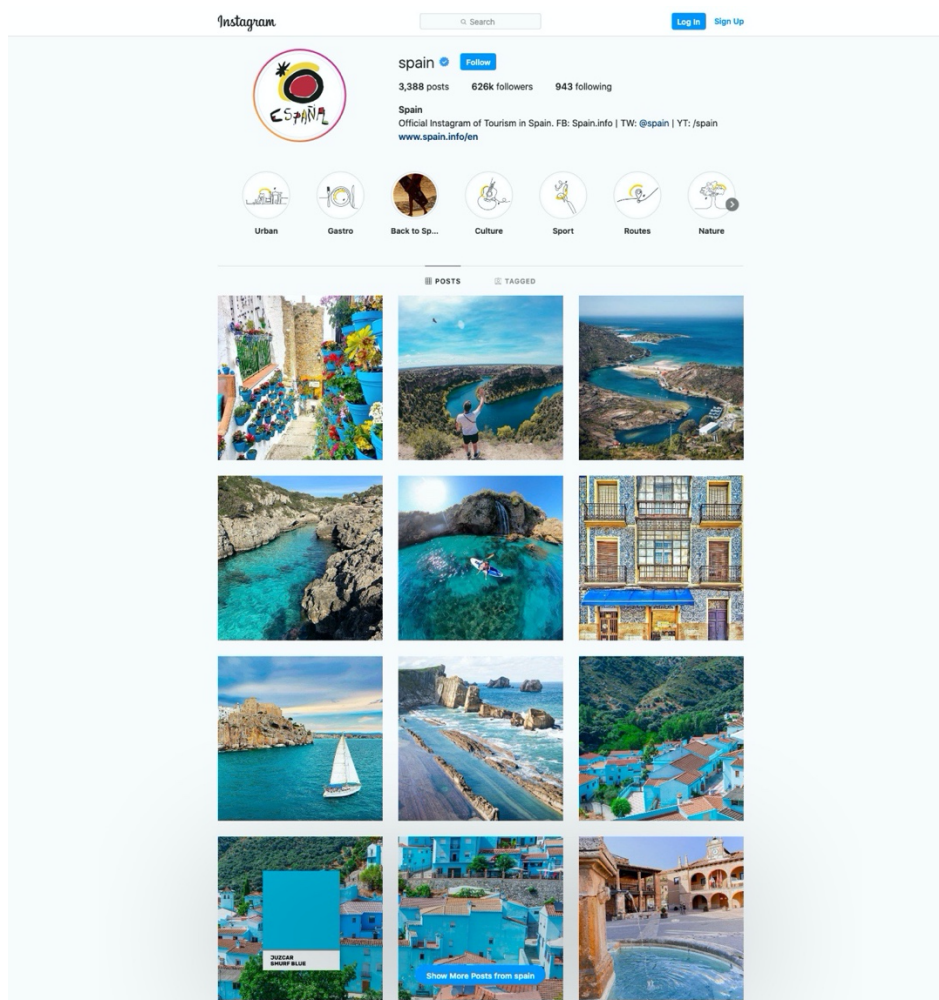 Instagram
Search
Log In Sign Up
spain Follow
3,388 posts 626k followers 943 following
Spain
Official Instagram of Tourism in Spain. FB: Spain.info | TW: @spain | YT: /spain
www.spain.info/en
ESPAÑA
Urban Gastro Back to Sp... Culture Sport Routes Nature
POSTS TAGGED
JUZCAR
SMURF BLUE
Show More Posts from spain